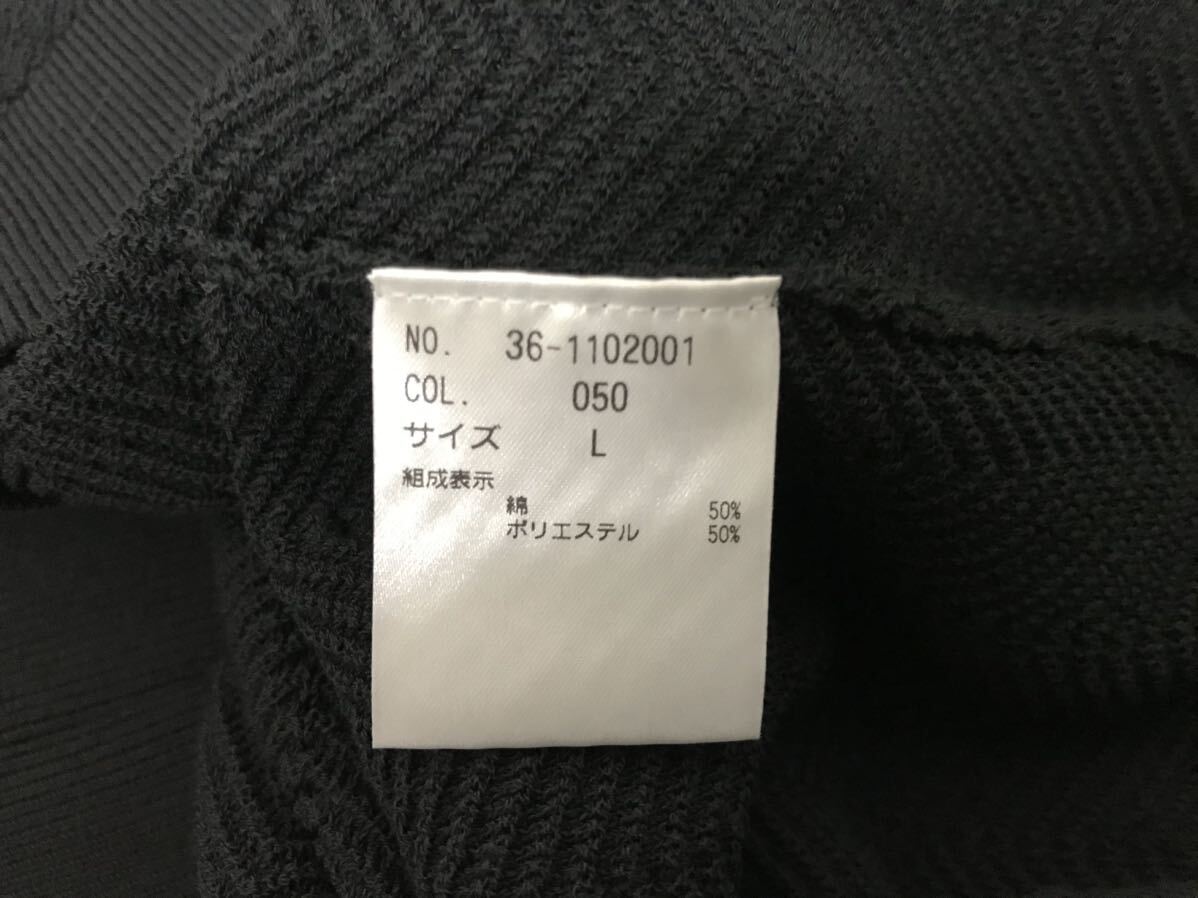 NO. 36-1102001
COL. 050
サイズ L
組成表示
綿 50%
ポリエステル 50%